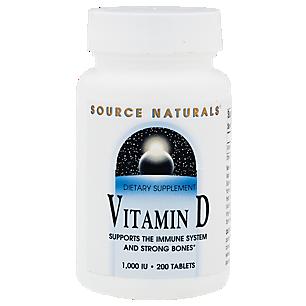 SOURCE NATURALS®
DIETARY SUPPLEMENT
VITAMIN D
SUPPORTS THE IMMUNE SYSTEM
AND STRONG BONES*
1,000 IU • 200 TABLETS